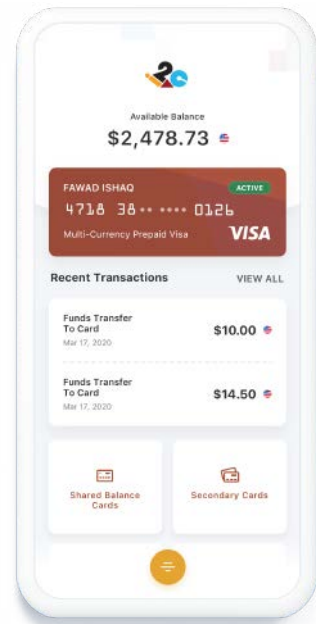 Available Balance
$2,478.73
FAWAD ISHAQ
ACTIVE
4718 38•• •••• 0126
Multi-Currency Prepaid Visa
VISA
Recent Transactions
VIEW ALL
Funds Transfer
To Card
$10.00
Mar 17, 2020
Funds Transfer
To Card
$14.50
Mar 17, 2020
Shared Balance
Cards
Secondary Cards